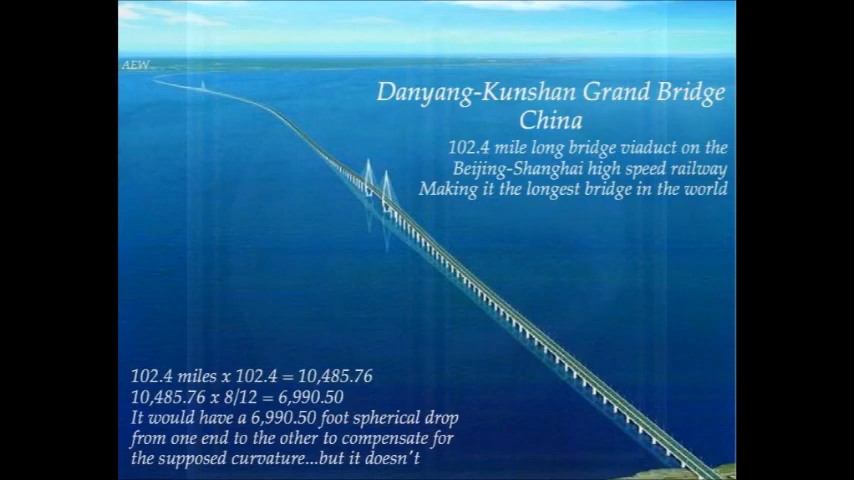 AEW
Danyang-Kunshan Grand Bridge
China
102.4 mile long bridge viaduct on the
Beijing-Shanghai high speed railway
Making it the longest bridge in the world
102.4 miles x 102.4 = 10,485.76
10,485.76 x 8/12 = 6,990.50
It would have a 6,990.50 foot spherical drop
from one end to the other to compensate for
the supposed curvature...but it doesn't